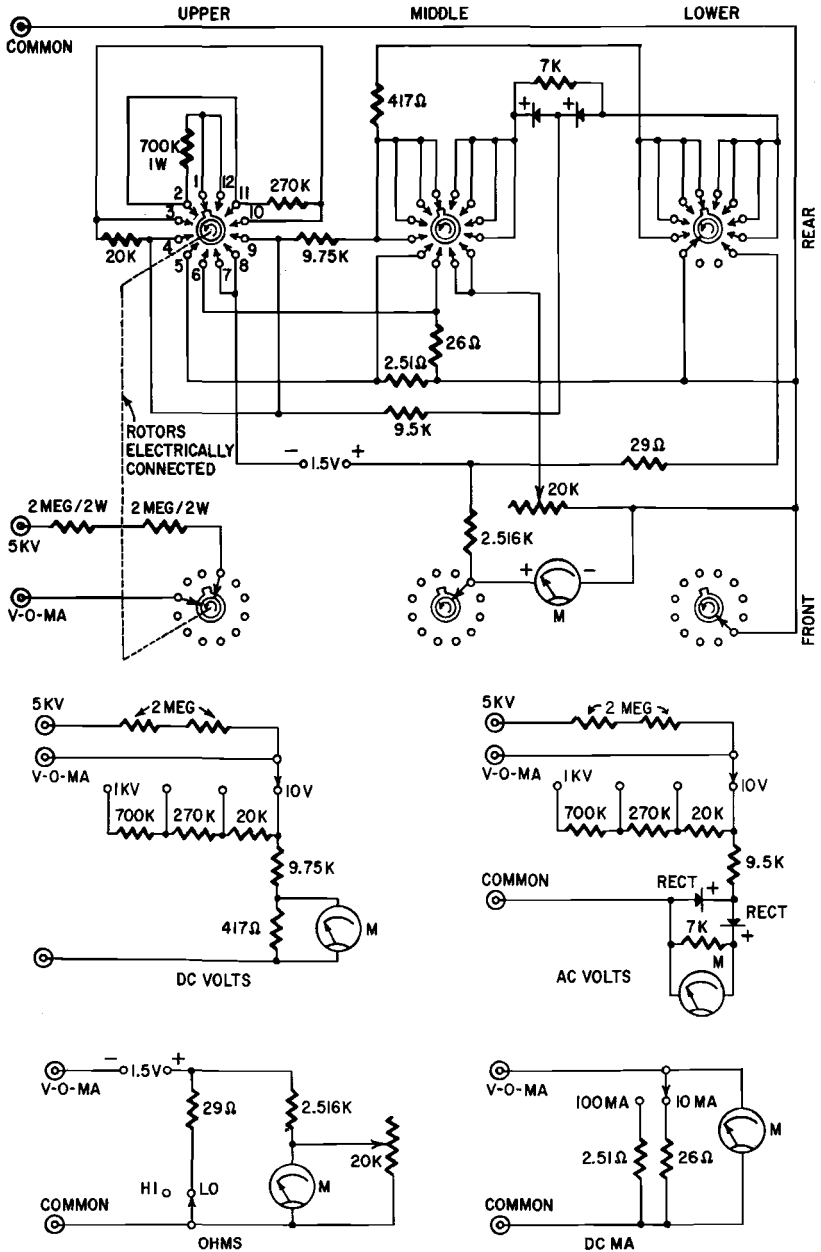 UPPER MIDDLE LOWER
COMMON
7K
417Ω
+ +
700K
1W
1 12
2 11
270K
3 10
4 9
20K
9.75K
5 8
6 7
REAR
26Ω
2.51Ω
9.5K
ROTORS
ELECTRICALLY
CONNECTED
- 1.5V +
29Ω
20K
2 MEG/2W 2 MEG/2W
5KV
2.516K
+ -
M
V-O-MA
FRONT
5KV
2 MEG
V-O-MA
1KV 10V
700K 270K 20K
9.75K
417Ω
M
DC VOLTS
5KV
2 MEG
V-O-MA
1KV 10V
700K 270K 20K
9.5K
COMMON
RECT
+
RECT
7K
+
M
AC VOLTS
- 1.5V +
V-O-MA
29Ω
2.516K
20K
HI LO
M
COMMON
OHMS
V-O-MA
100MA 10MA
M
2.51Ω 26Ω
COMMON
DC MA